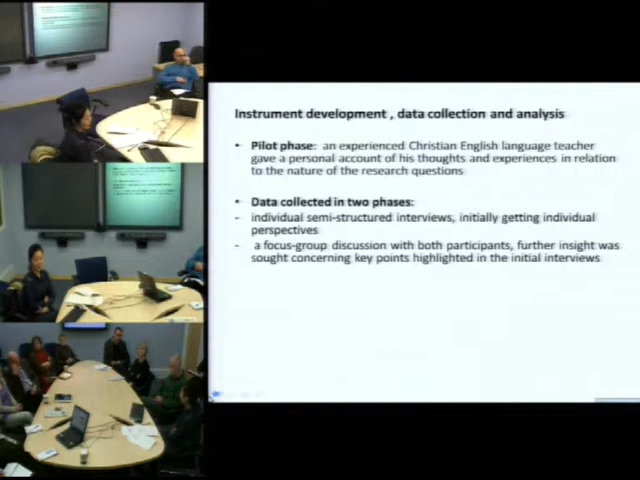 Instrument development , data collection and analysis
• Pilot phase: an experienced Christian English language teacher
gave a personal account of his thoughts and experiences in relation
to the nature of the research questions
• Data collected in two phases:
- individual semi-structured interviews, initially getting individual
perspectives
- a focus-group discussion with both participants, further insight was
sought concerning key points highlighted in the initial interviews